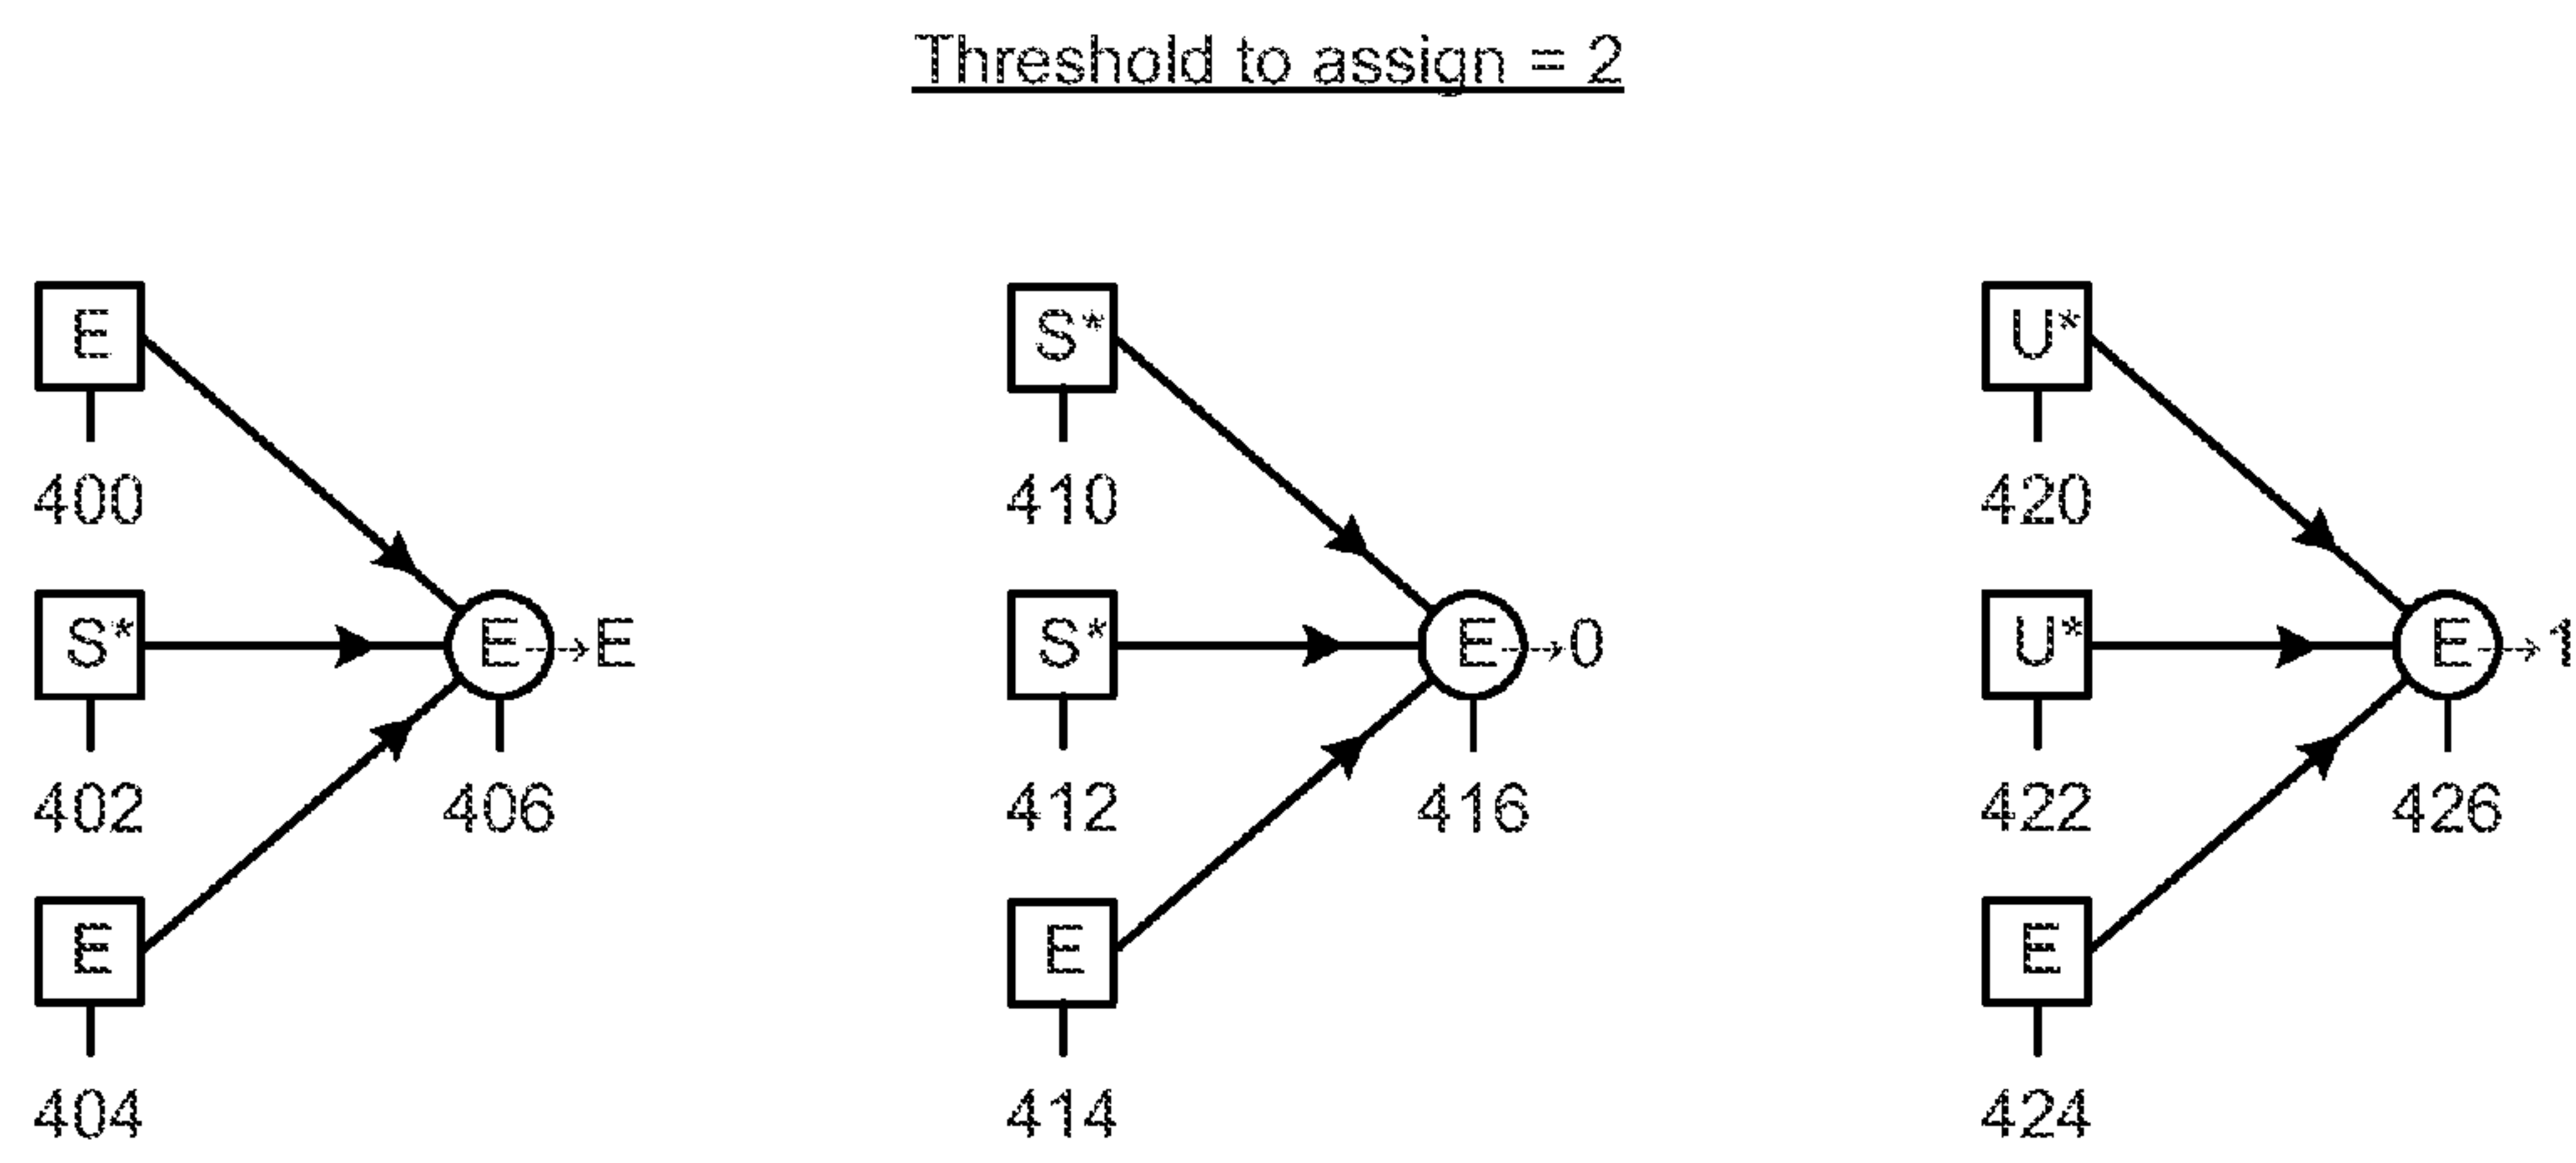 Threshold to assign = 2
E S* U*
400 410 420
S* E→E S* E→0 U* E→1
402 406 412 416 422 426
E E E
404 414 424